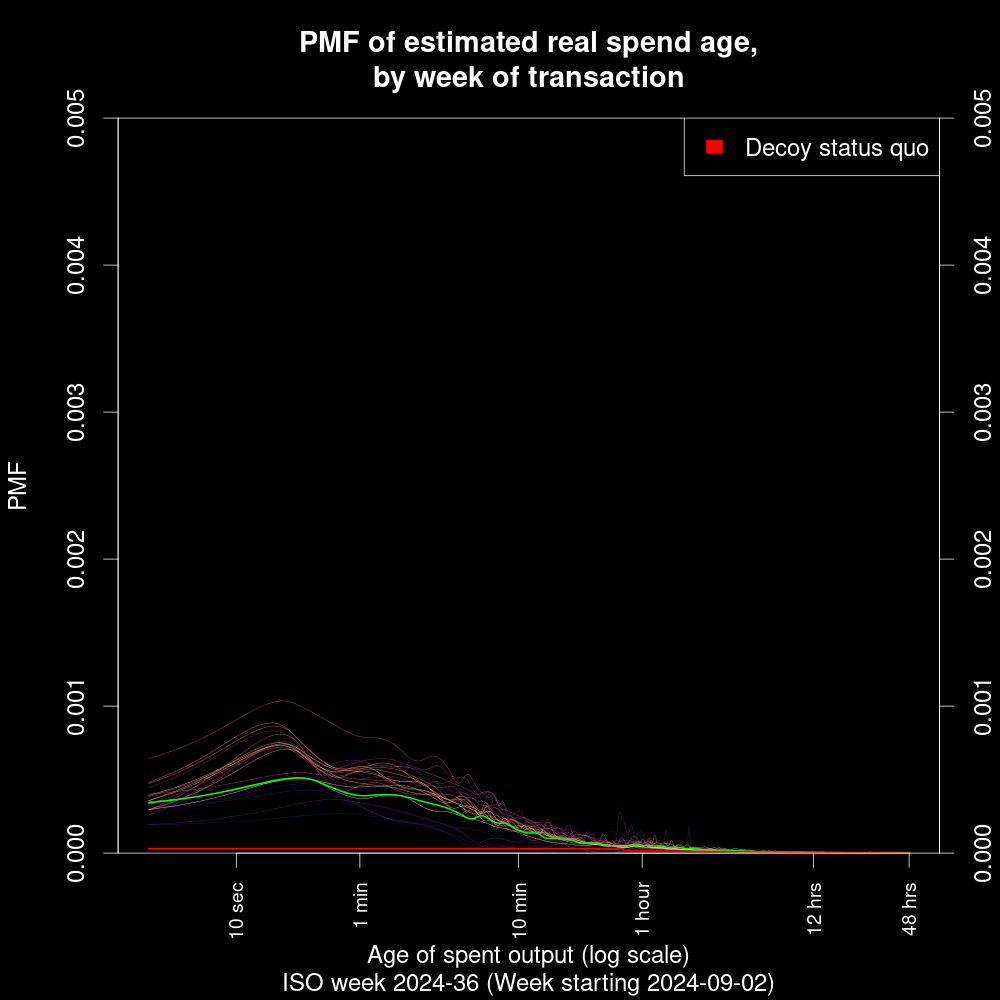 PMF of estimated real spend age,
by week of transaction
Decoy status quo
PMF
0.005
0.004
0.003
0.002
0.001
0.000
0.005
0.004
0.003
0.002
0.001
0.000
10 sec
1 min
10 min
1 hour
12 hrs
48 hrs
Age of spent output (log scale)
ISO week 2024-36 (Week starting 2024-09-02)